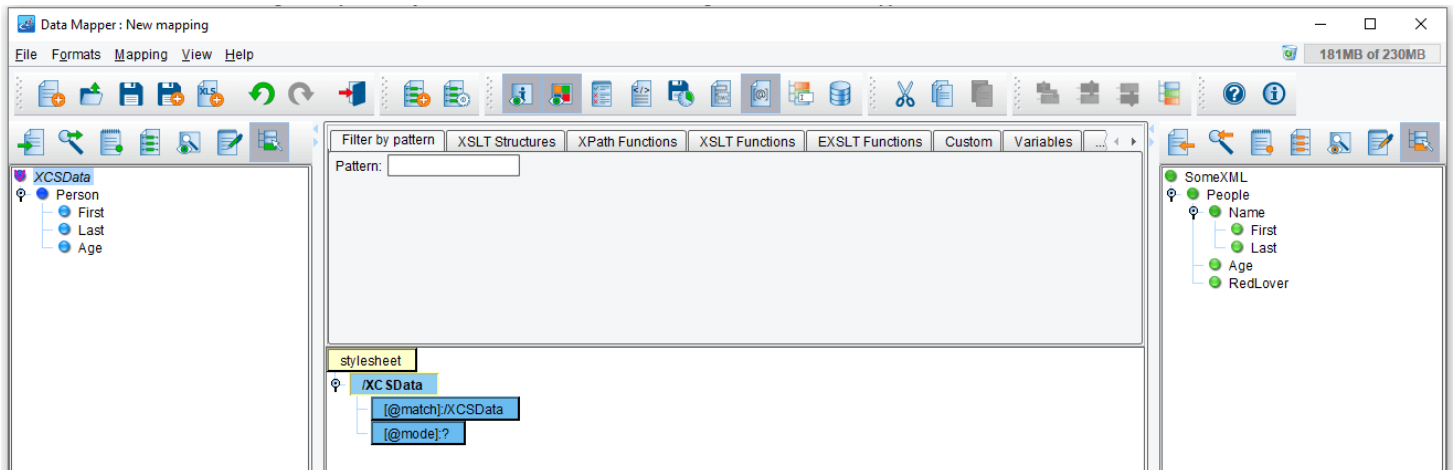 Data Mapper : New mapping
File Formats Mapping View Help
181MB of 230MB
XLS
Filter by pattern XSLT Structures XPath Functions XSLT Functions EXSLT Functions Custom Variables ...
Pattern:
XCSData
Person
First
Last
Age
stylesheet
/XCSData
[@match]:/XCSData
[@mode]:?
SomeXML
People
Name
First
Last
Age
RedLover